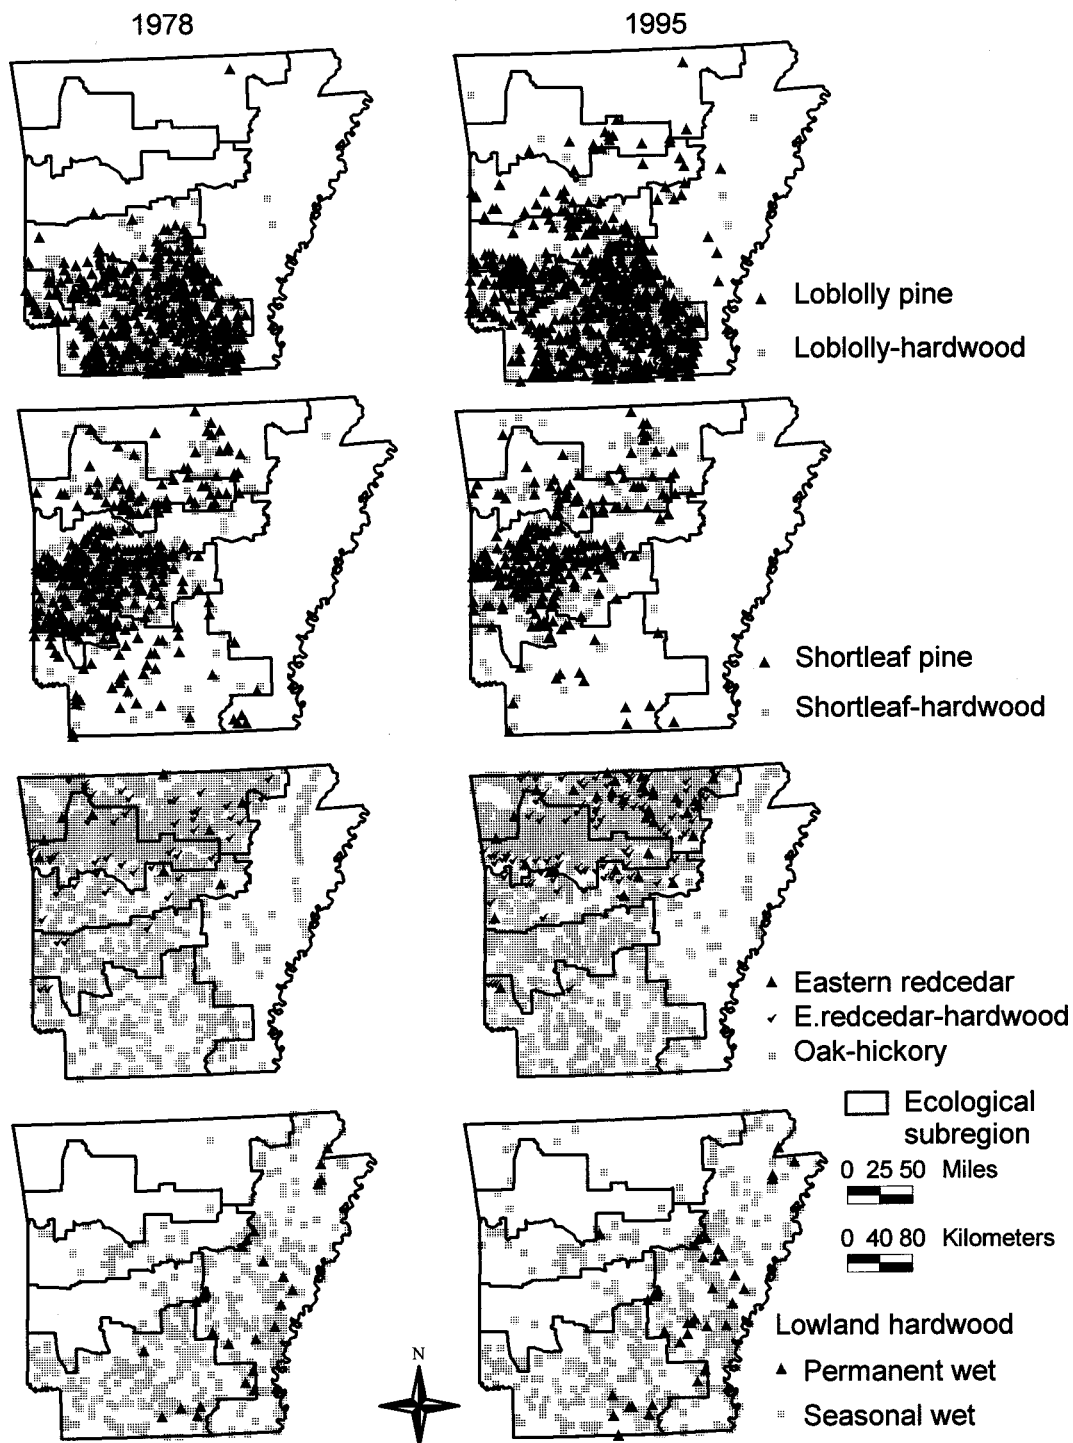 1978
1995
Loblolly pine
Loblolly-hardwood
Shortleaf pine
Shortleaf-hardwood
Eastern redcedar
E.redcedar-hardwood
Oak-hickory
Ecological
subregion
0 25 50 Miles
0 40 80 Kilometers
Lowland hardwood
N
Permanent wet
Seasonal wet